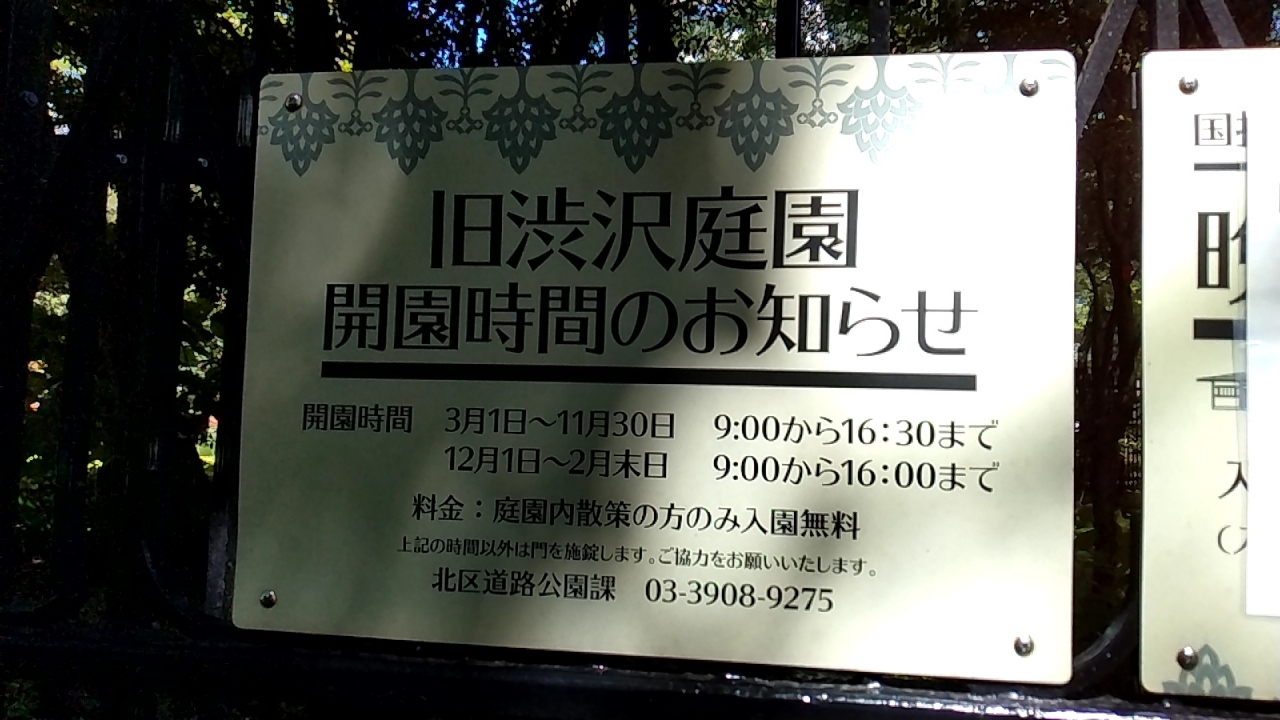 旧渋沢庭園
開園時間のお知らせ
開園時間 3月1日～11月30日 9:00から16:30まで
12月1日～2月末日 9:00から16:00まで
料金：庭園内散策の方のみ入園無料
上記の時間以外は門を施錠します。ご協力をお願いいたします。
北区道路公園課 03-3908-9275
国